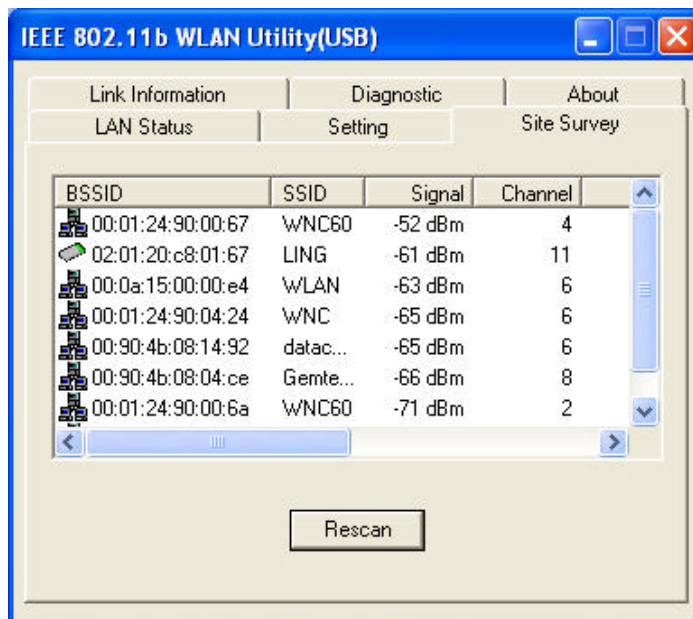 IEEE 802.11b WLAN Utility(USB)
Link Information Diagnostic About
LAN Status Setting Site Survey
BSSID SSID Signal Channel
00:01:24:90:00:67 WNC60 -52 dBm 4
02:01:20:c8:01:67 LING -61 dBm 11
00:0a:15:00:00:e4 WLAN -63 dBm 6
00:01:24:90:04:24 WNC -65 dBm 6
00:90:4b:08:14:92 datac... -65 dBm 6
00:90:4b:08:04:ce Gemte... -66 dBm 8
00:01:24:90:00:6a WNC60 -71 dBm 2
Rescan